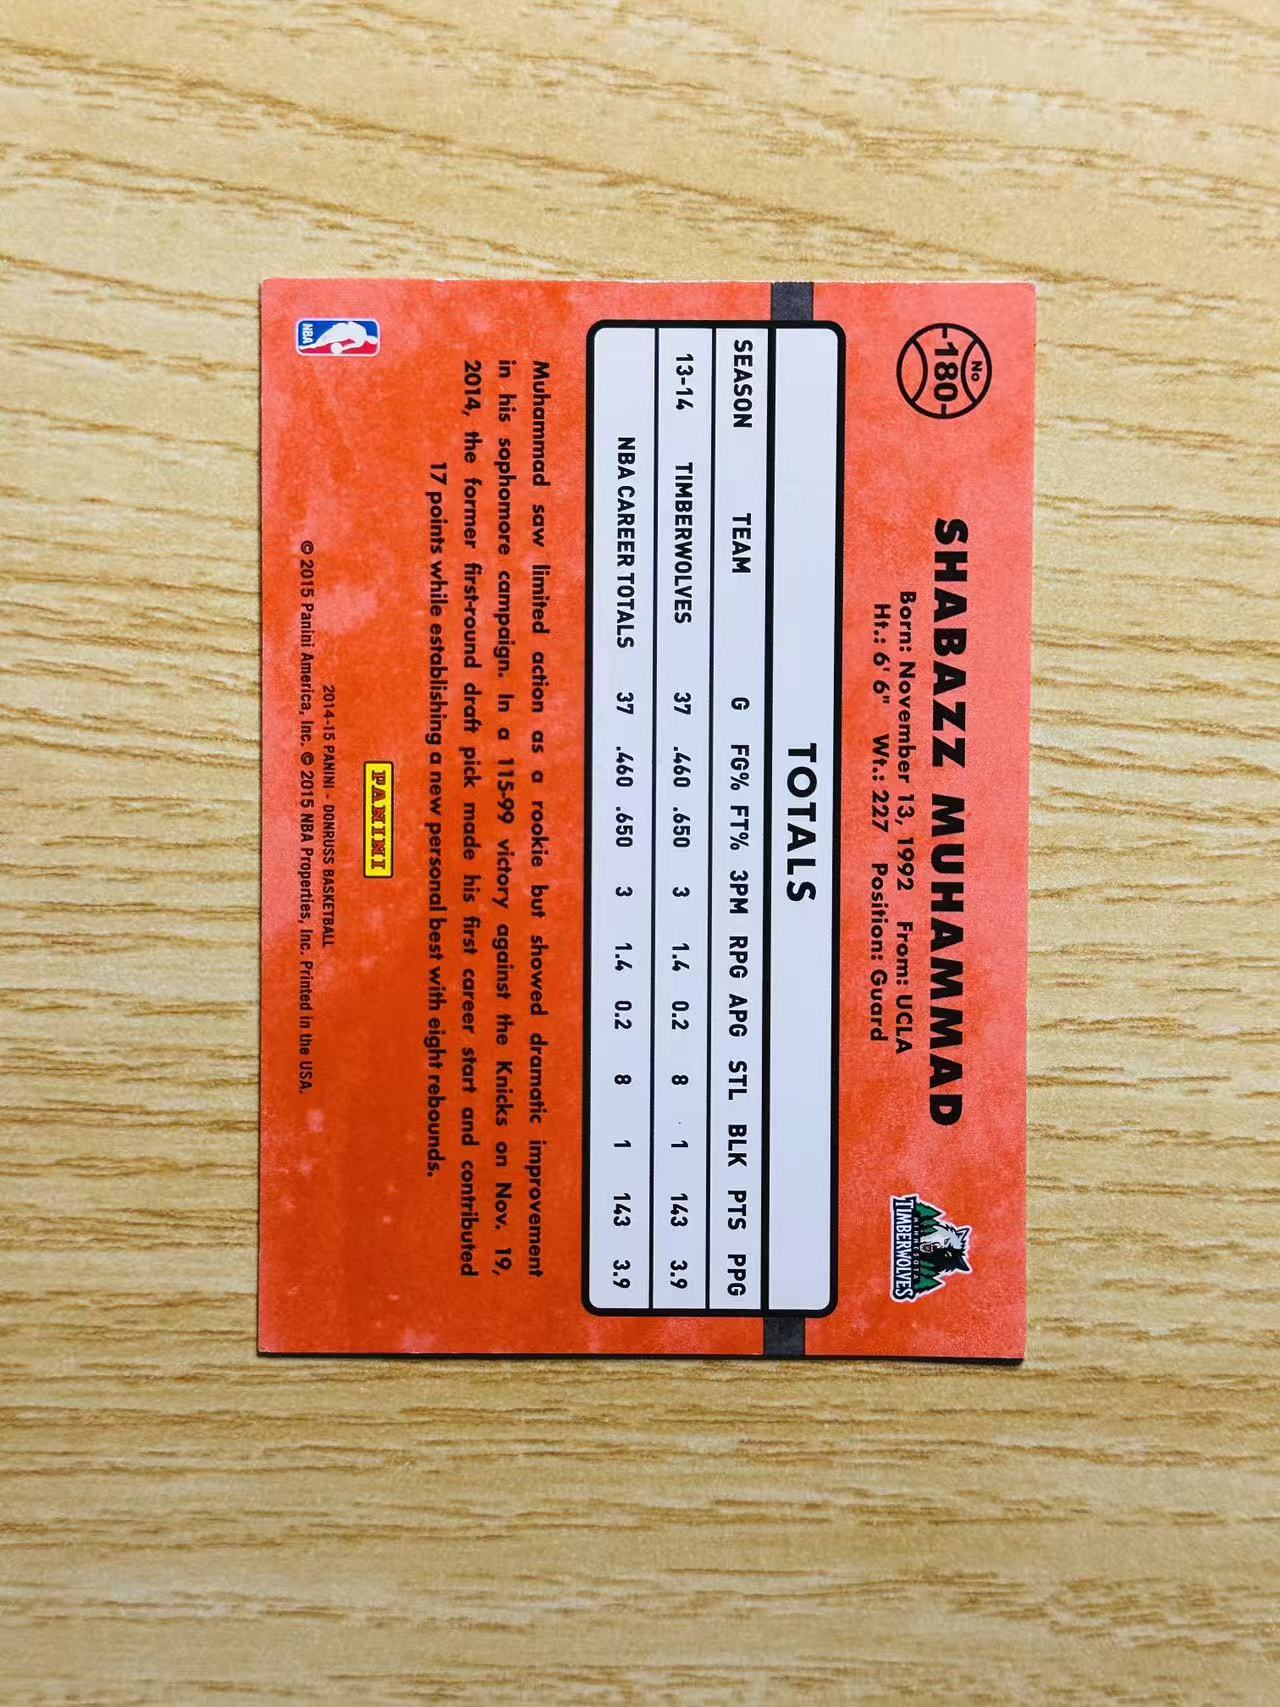 No
180
SHABAZZ MUHAMMAD
Born: November 13, 1992 From: UCLA
Ht.: 6' 6" Wt.: 227 Position: Guard
MINNESOTA
TIMBERWOLVES
TOTALS
SEASON TEAM G FG% FT% 3PM RPG APG STL BLK PTS PPG
13-14 TIMBERWOLVES 37 .460 .650 3 1.4 0.2 8 1 143 3.9
NBA CAREER TOTALS 37 .460 .650 3 1.4 0.2 8 1 143 3.9
Muhammad saw limited action as a rookie but showed dramatic improvement
in his sophomore campaign. In a 115-99 victory against the Knicks on Nov. 19,
2014, the former first-round draft pick made his first career start and contributed
17 points while establishing a new personal best with eight rebounds.
PANINI
2014-15 PANINI - DONRUSS BASKETBALL
© 2015 Panini America, Inc. © 2015 NBA Properties, Inc. Printed in the USA.
NBA